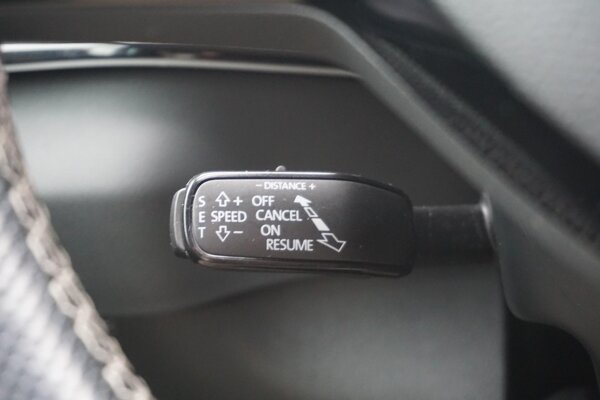 - DISTANCE +
S + OFF
E SPEED CANCEL
T - ON
RESUME